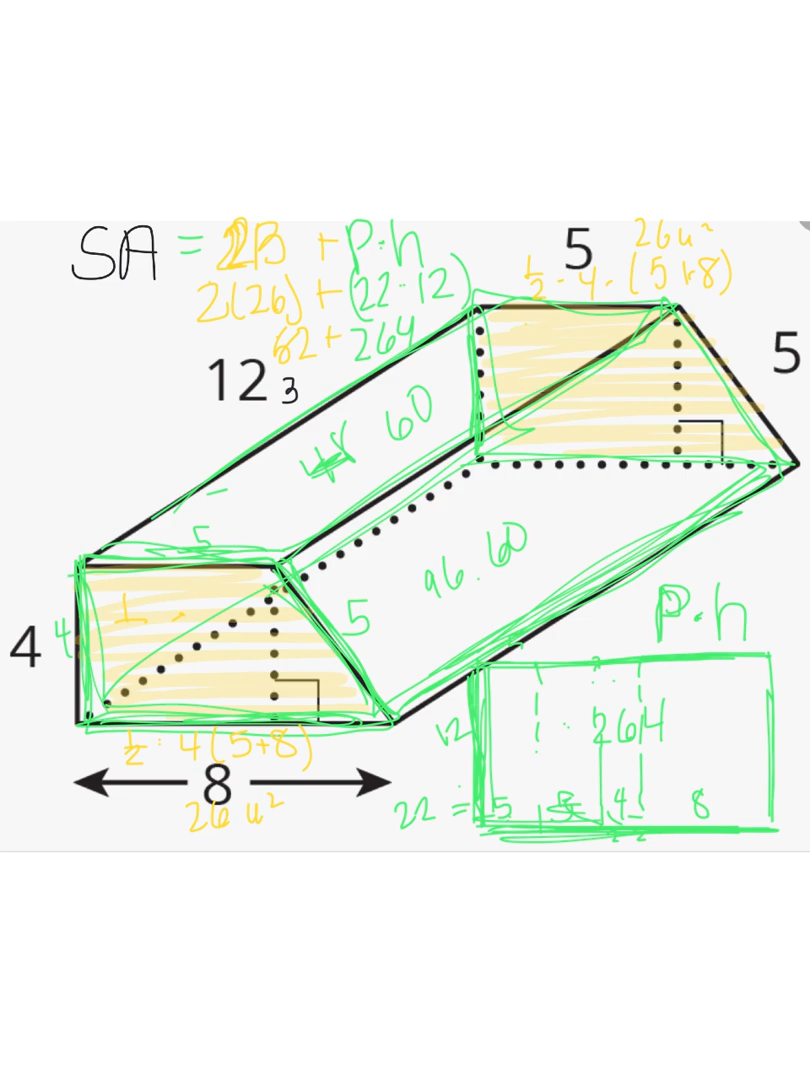 SA = 2B + P·h
2(26) + (22·12)
52 + 264
5
26u²
1/2 · 4 · (5+8)
5
12
3
60
5
96.60
5
4
4
P·h
1/2 · 4(5+8)
8
26 u²
12
264
22 = 5 5 4 8